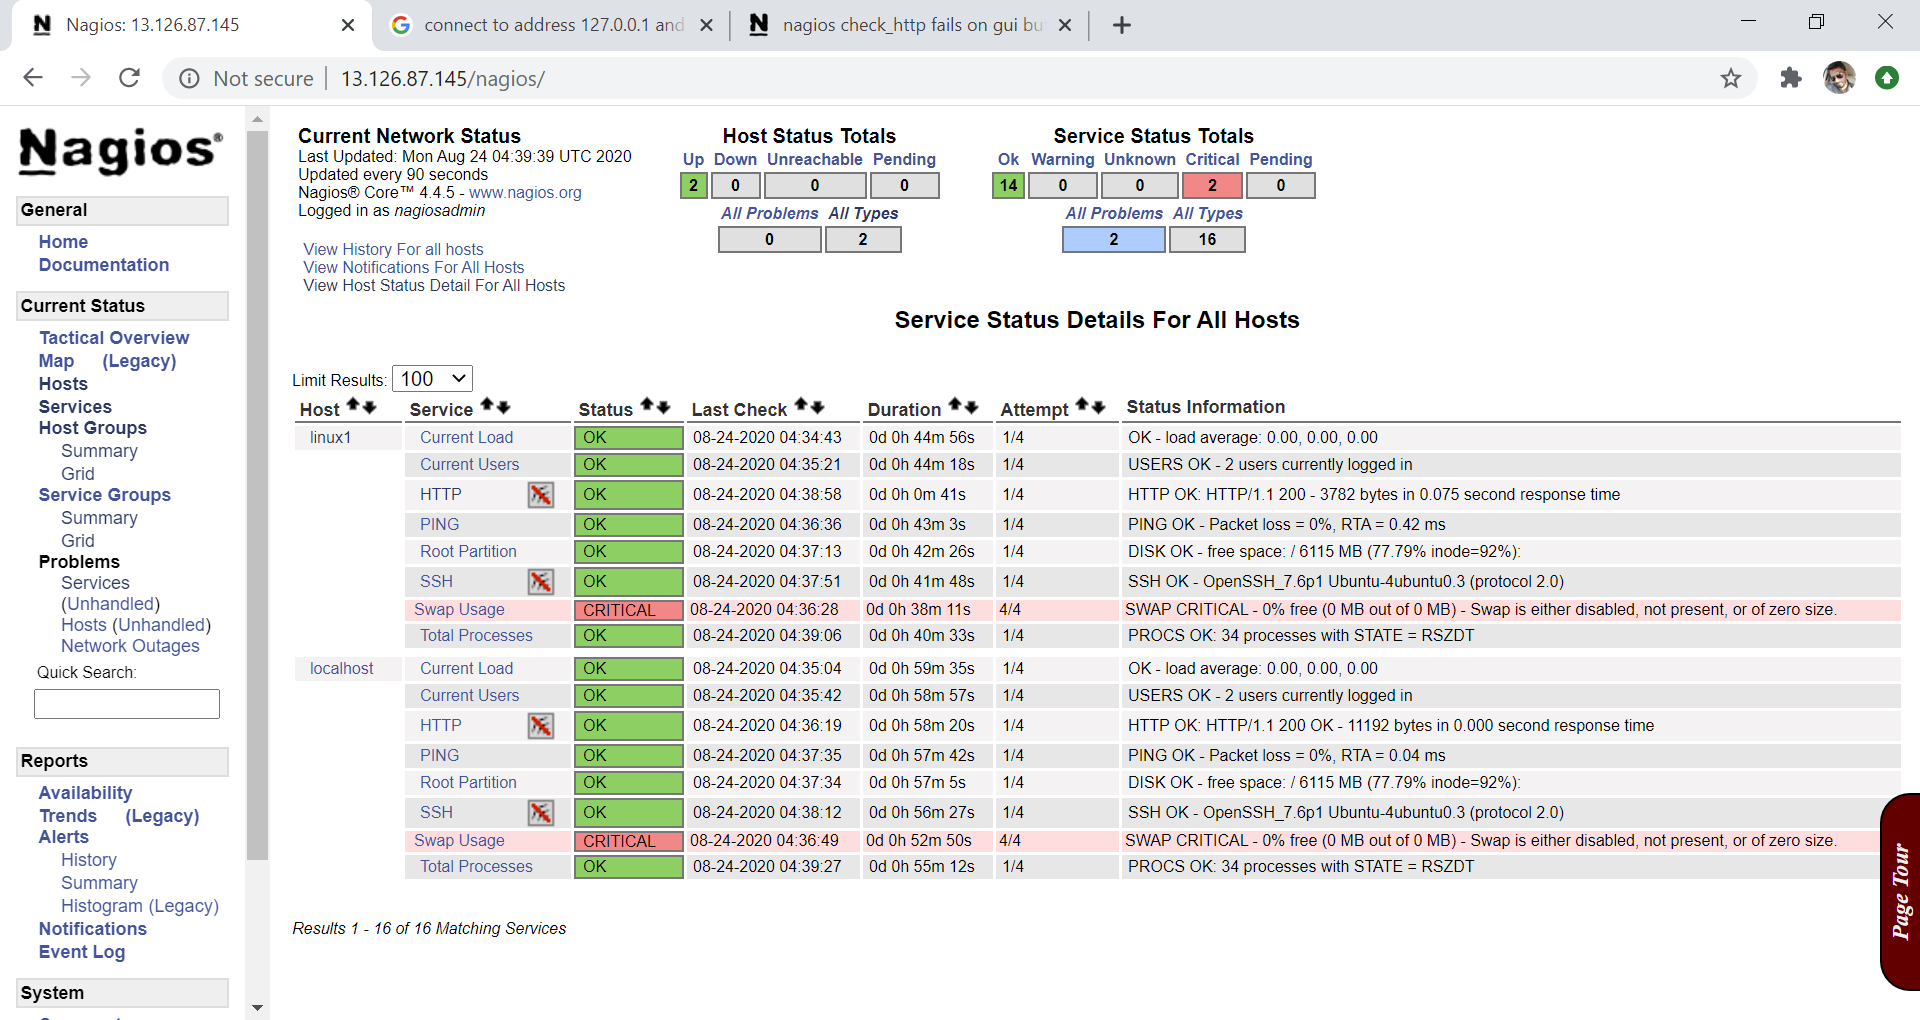 Nagios: 13.126.87.145
connect to address 127.0.0.1 and
nagios check_http fails on gui bu
Not secure
13.126.87.145/nagios/
Nagios®
General
Home
Documentation
Current Status
Tactical Overview
Map (Legacy)
Hosts
Services
Host Groups
Summary
Grid
Service Groups
Summary
Grid
Problems
Services
(Unhandled)
Hosts (Unhandled)
Network Outages
Quick Search:
Reports
Availability
Trends (Legacy)
Alerts
History
Summary
Histogram (Legacy)
Notifications
Event Log
System
Current Network Status
Last Updated: Mon Aug 24 04:39:39 UTC 2020
Updated every 90 seconds
Nagios® Core™ 4.4.5 - www.nagios.org
Logged in as nagiosadmin
View History For all hosts
View Notifications For All Hosts
View Host Status Detail For All Hosts
Host Status Totals
Up Down Unreachable Pending
2 0 0 0
All Problems All Types
0 2
Service Status Totals
Ok Warning Unknown Critical Pending
14 0 0 2 0
All Problems All Types
2 16
Service Status Details For All Hosts
Limit Results: 100
Host Service Status Last Check Duration Attempt Status Information
linux1 Current Load OK 08-24-2020 04:34:43 0d 0h 44m 56s 1/4 OK - load average: 0.00, 0.00, 0.00
Current Users OK 08-24-2020 04:35:21 0d 0h 44m 18s 1/4 USERS OK - 2 users currently logged in
HTTP OK 08-24-2020 04:38:58 0d 0h 0m 41s 1/4 HTTP OK: HTTP/1.1 200 - 3782 bytes in 0.075 second response time
PING OK 08-24-2020 04:36:36 0d 0h 43m 3s 1/4 PING OK - Packet loss = 0%, RTA = 0.42 ms
Root Partition OK 08-24-2020 04:37:13 0d 0h 42m 26s 1/4 DISK OK - free space: / 6115 MB (77.79% inode=92%):
SSH OK 08-24-2020 04:37:51 0d 0h 41m 48s 1/4 SSH OK - OpenSSH_7.6p1 Ubuntu-4ubuntu0.3 (protocol 2.0)
Swap Usage CRITICAL 08-24-2020 04:36:28 0d 0h 38m 11s 4/4 SWAP CRITICAL - 0% free (0 MB out of 0 MB) - Swap is either disabled, not present, or of zero size.
Total Processes OK 08-24-2020 04:39:06 0d 0h 40m 33s 1/4 PROCS OK: 34 processes with STATE = RSZDT
localhost Current Load OK 08-24-2020 04:35:04 0d 0h 59m 35s 1/4 OK - load average: 0.00, 0.00, 0.00
Current Users OK 08-24-2020 04:35:42 0d 0h 58m 57s 1/4 USERS OK - 2 users currently logged in
HTTP OK 08-24-2020 04:36:19 0d 0h 58m 20s 1/4 HTTP OK: HTTP/1.1 200 OK - 11192 bytes in 0.000 second response time
PING OK 08-24-2020 04:37:35 0d 0h 57m 42s 1/4 PING OK - Packet loss = 0%, RTA = 0.04 ms
Root Partition OK 08-24-2020 04:37:34 0d 0h 57m 5s 1/4 DISK OK - free space: / 6115 MB (77.79% inode=92%):
SSH OK 08-24-2020 04:38:12 0d 0h 56m 27s 1/4 SSH OK - OpenSSH_7.6p1 Ubuntu-4ubuntu0.3 (protocol 2.0)
Swap Usage CRITICAL 08-24-2020 04:36:49 0d 0h 52m 50s 4/4 SWAP CRITICAL - 0% free (0 MB out of 0 MB) - Swap is either disabled, not present, or of zero size.
Total Processes OK 08-24-2020 04:39:27 0d 0h 55m 12s 1/4 PROCS OK: 34 processes with STATE = RSZDT
Results 1 - 16 of 16 Matching Services
Page Tour